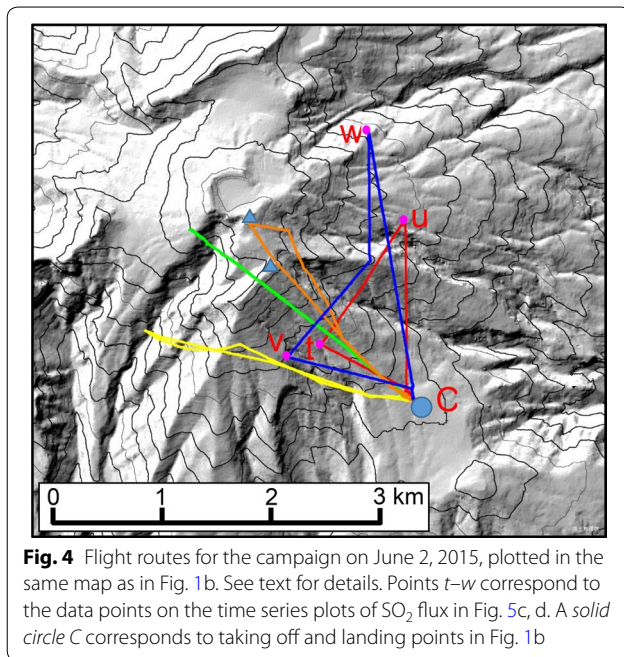 w
u
v
t
C
0 1 2 3 km
Fig. 4 Flight routes for the campaign on June 2, 2015, plotted in the
same map as in Fig. 1b. See text for details. Points t–w correspond to
the data points on the time series plots of SO₂ flux in Fig. 5c, d. A solid
circle C corresponds to taking off and landing points in Fig. 1b